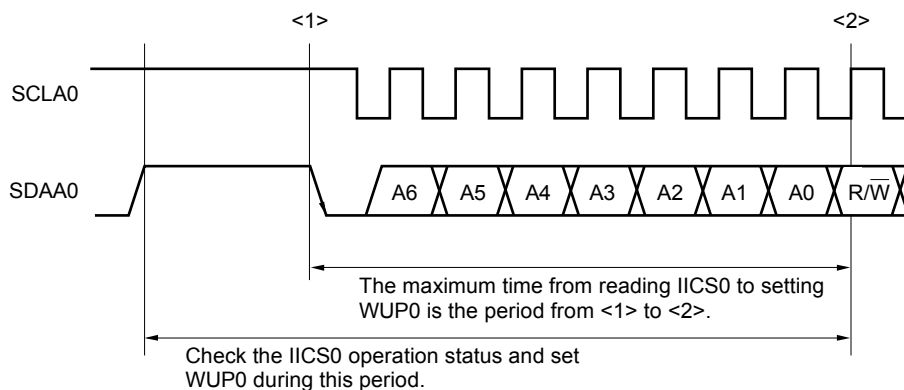 <1> <2>
SCLA0
SDAA0 A6 A5 A4 A3 A2 A1 A0 R/W̅
The maximum time from reading IICS0 to setting
WUP0 is the period from <1> to <2>.
Check the IICS0 operation status and set
WUP0 during this period.